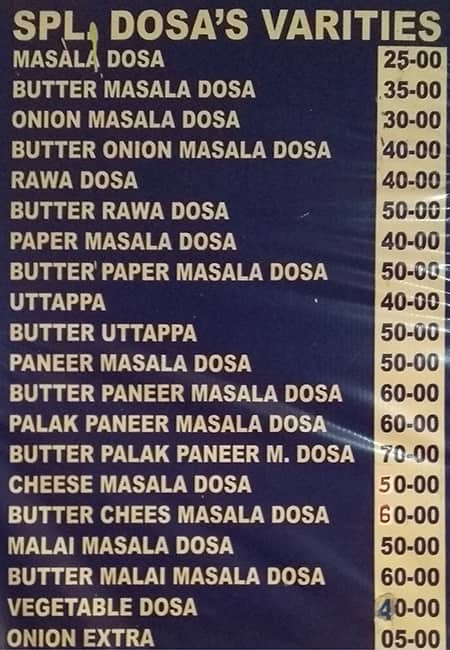 SPL. DOSA'S VARITIES
MASALA DOSA 25-00
BUTTER MASALA DOSA 35-00
ONION MASALA DOSA 30-00
BUTTER ONION MASALA DOSA 40-00
RAWA DOSA 40-00
BUTTER RAWA DOSA 50-00
PAPER MASALA DOSA 40-00
BUTTER PAPER MASALA DOSA 50-00
UTTAPPA 40-00
BUTTER UTTAPPA 50-00
PANEER MASALA DOSA 50-00
BUTTER PANEER MASALA DOSA 60-00
PALAK PANEER MASALA DOSA 60-00
BUTTER PALAK PANEER M. DOSA 70-00
CHEESE MASALA DOSA 50-00
BUTTER CHEES MASALA DOSA 60-00
MALAI MASALA DOSA 50-00
BUTTER MALAI MASALA DOSA 60-00
VEGETABLE DOSA 40-00
ONION EXTRA 05-00